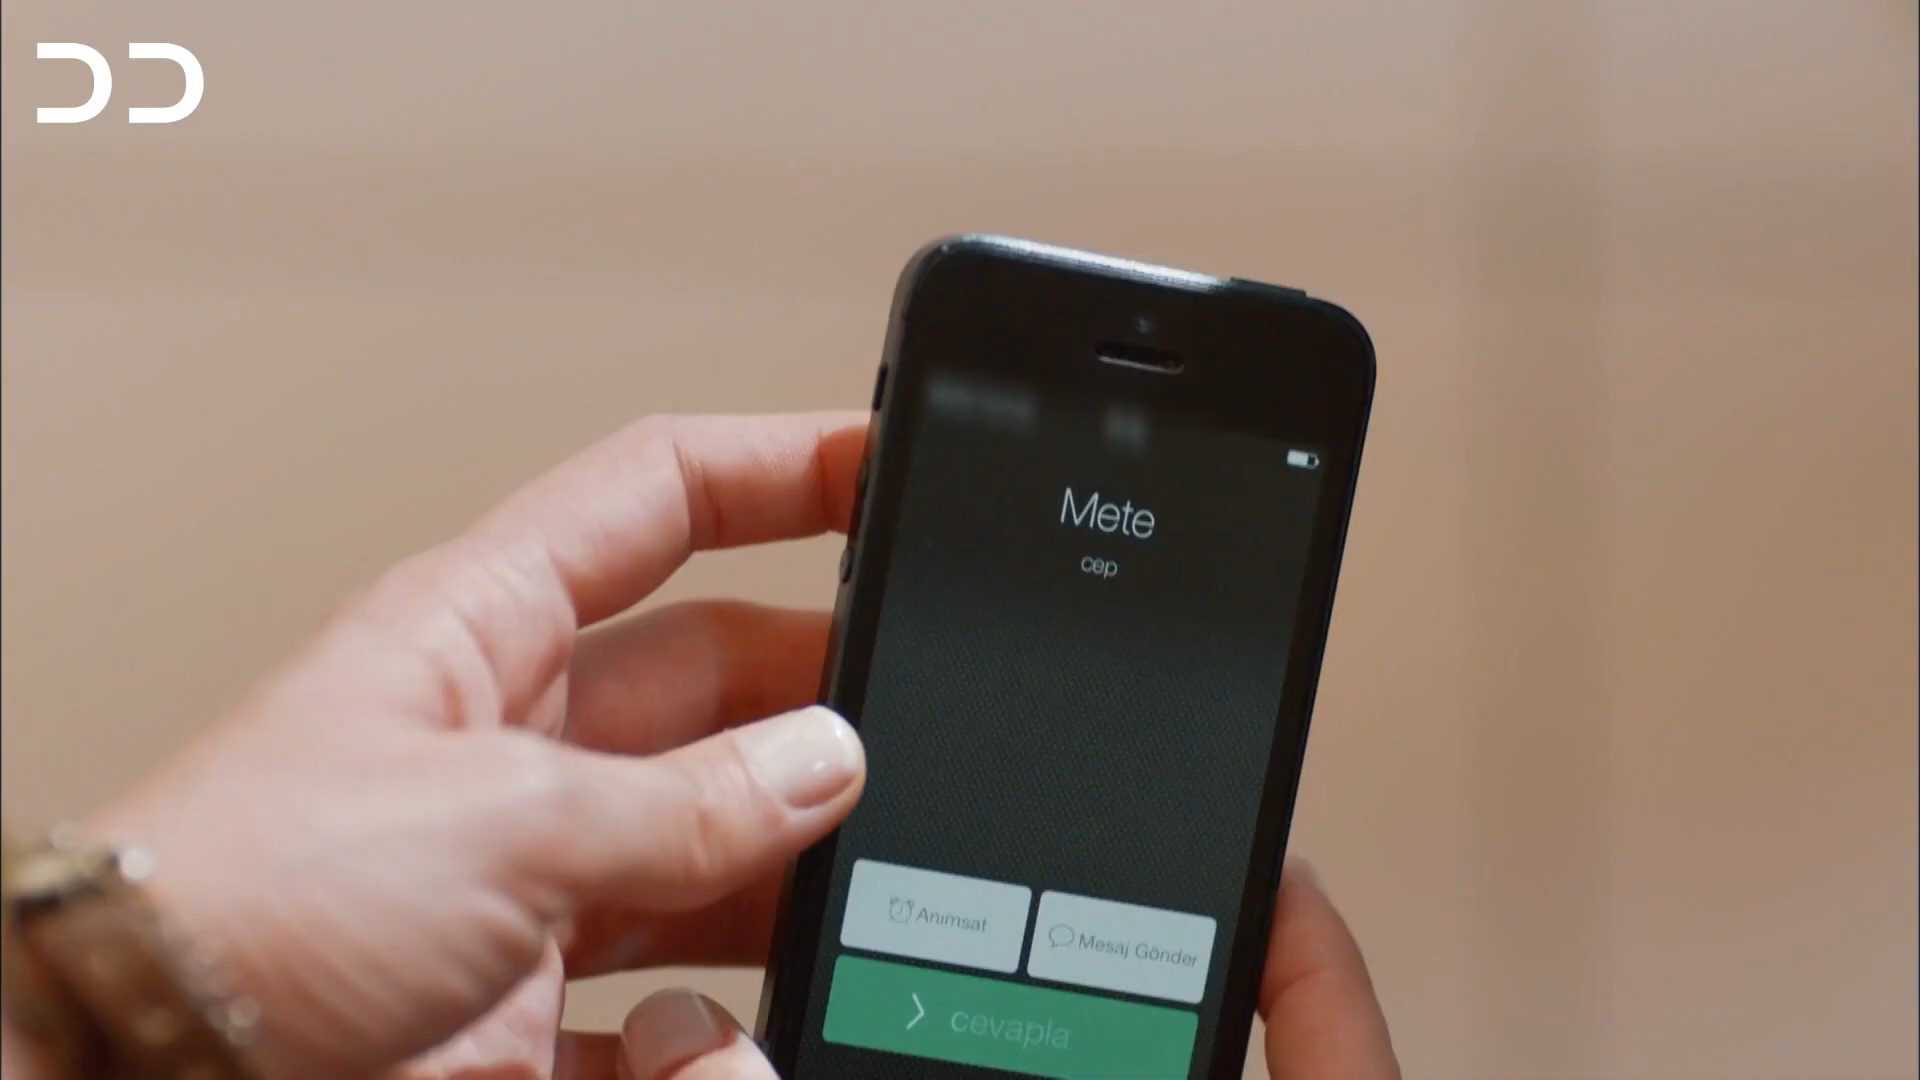 Mete
cep
Anımsat
Mesaj Gönder
cevapla